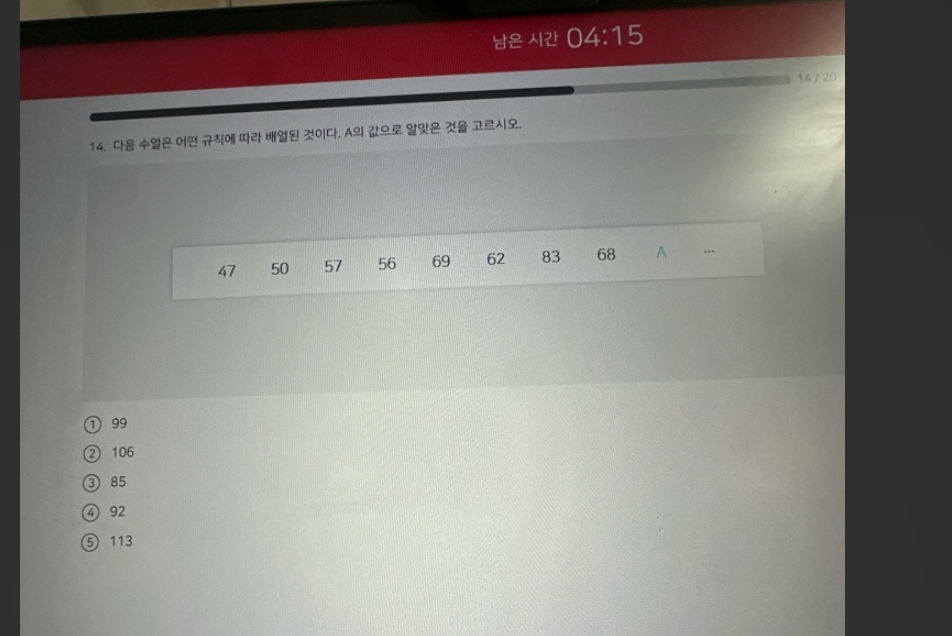 남은 시간 04:15
14 / 20
14. 다음 수열은 어떤 규칙에 따라 배열된 것이다. A의 값으로 알맞은 것을 고르시오.
47 50 57 56 69 62 83 68 A ...
① 99
② 106
③ 85
④ 92
⑤ 113